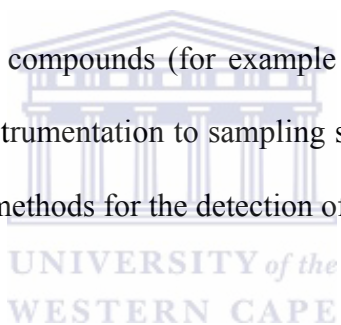 compounds (for example
trumentation to sampling s
methods for the detection of
UNIVERSITY of the
WESTERN CAPE